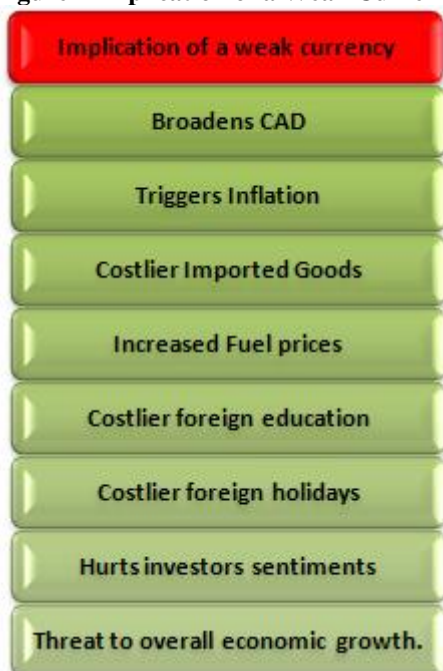 Implication of a weak currency
Broadens CAD
Triggers Inflation
Costlier Imported Goods
Increased Fuel prices
Costlier foreign education
Costlier foreign holidays
Hurts investors sentiments
Threat to overall economic growth.